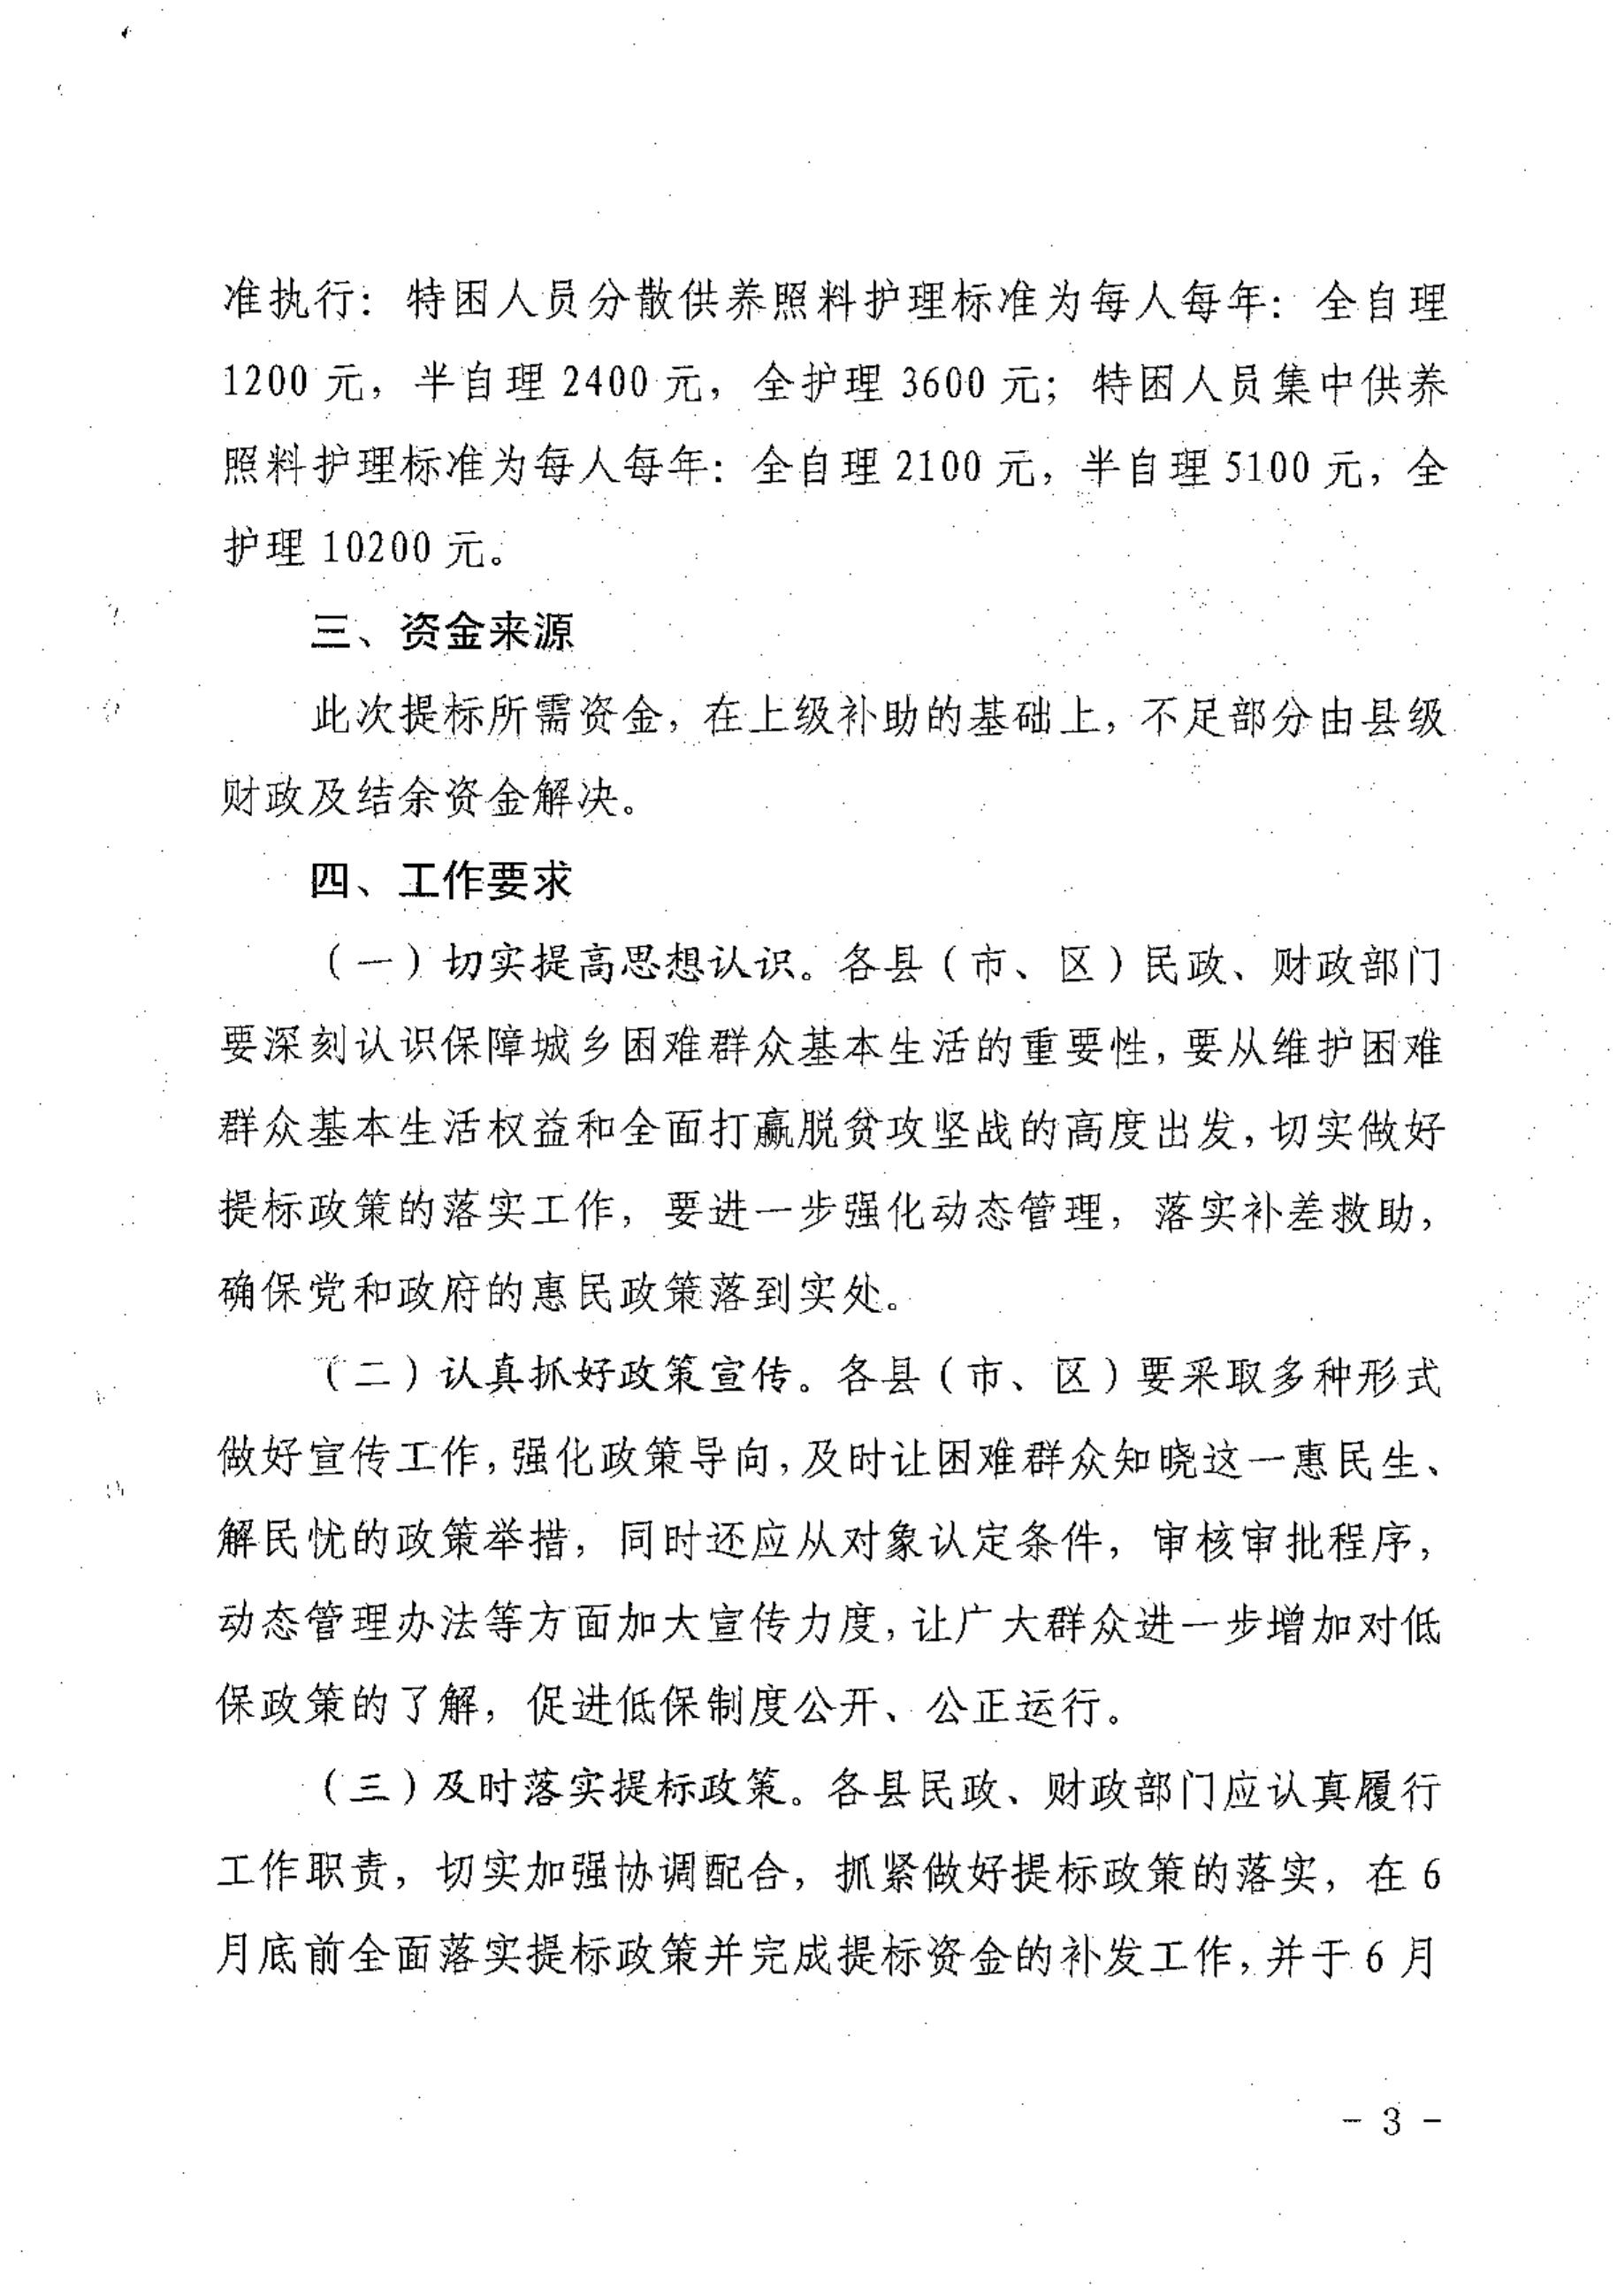 准执行：特困人员分散供养照料护理标准为每人每年：全自理
1200元，半自理2400元，全护理3600元；特困人员集中供养
照料护理标准为每人每年：全自理2100元，半自理5100元，全
护理10200元。
三、资金来源
此次提标所需资金，在上级补助的基础上，不足部分由县级
财政及结余资金解决。
四、工作要求
（一）切实提高思想认识。各县（市、区）民政、财政部门
要深刻认识保障城乡困难群众基本生活的重要性，要从维护困难
群众基本生活权益和全面打赢脱贫攻坚战的高度出发，切实做好
提标政策的落实工作，要进一步强化动态管理，落实补差救助，
确保党和政府的惠民政策落到实处。
（二）认真抓好政策宣传。各县（市、区）要采取多种形式
做好宣传工作，强化政策导向，及时让困难群众知晓这一惠民生、
解民忧的政策举措，同时还应从对象认定条件，审核审批程序，
动态管理办法等方面加大宣传力度，让广大群众进一步增加对低
保政策的了解，促进低保制度公开、公正运行。
（三）及时落实提标政策。各县民政、财政部门应认真履行
工作职责，切实加强协调配合，抓紧做好提标政策的落实，在6
月底前全面落实提标政策并完成提标资金的补发工作，并于6月
- 3 -